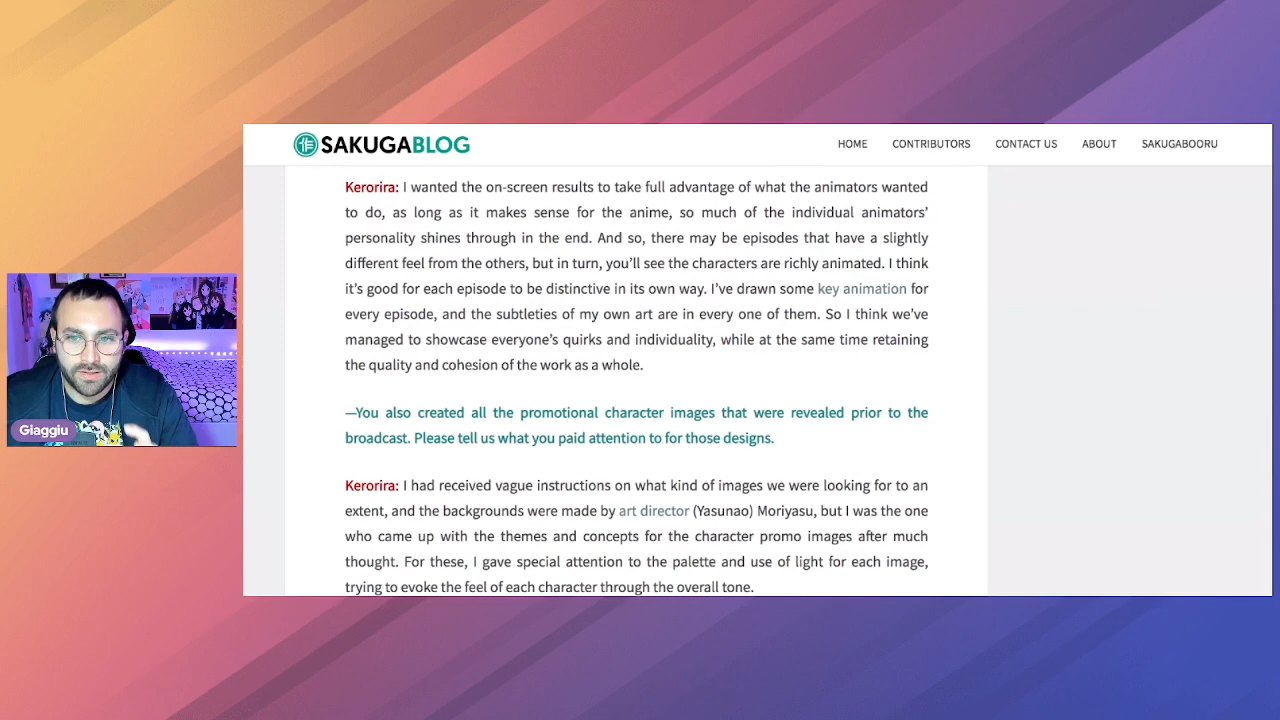 SAKUGABLOG
HOME
CONTRIBUTORS
CONTACT US
ABOUT
SAKUGABOORU
Kerorira: I wanted the on-screen results to take full advantage of what the animators wanted
to do, as long as it makes sense for the anime, so much of the individual animators’
personality shines through in the end. And so, there may be episodes that have a slightly
different feel from the others, but in turn, you’ll see the characters are richly animated. I think
it’s good for each episode to be distinctive in its own way. I’ve drawn some key animation for
every episode, and the subtleties of my own art are in every one of them. So I think we’ve
managed to showcase everyone’s quirks and individuality, while at the same time retaining
the quality and cohesion of the work as a whole.
—You also created all the promotional character images that were revealed prior to the
broadcast. Please tell us what you paid attention to for those designs.
Kerorira: I had received vague instructions on what kind of images we were looking for to an
extent, and the backgrounds were made by art director (Yasunao) Moriyasu, but I was the one
who came up with the themes and concepts for the character promo images after much
thought. For these, I gave special attention to the palette and use of light for each image,
trying to evoke the feel of each character through the overall tone.
Giaggiu